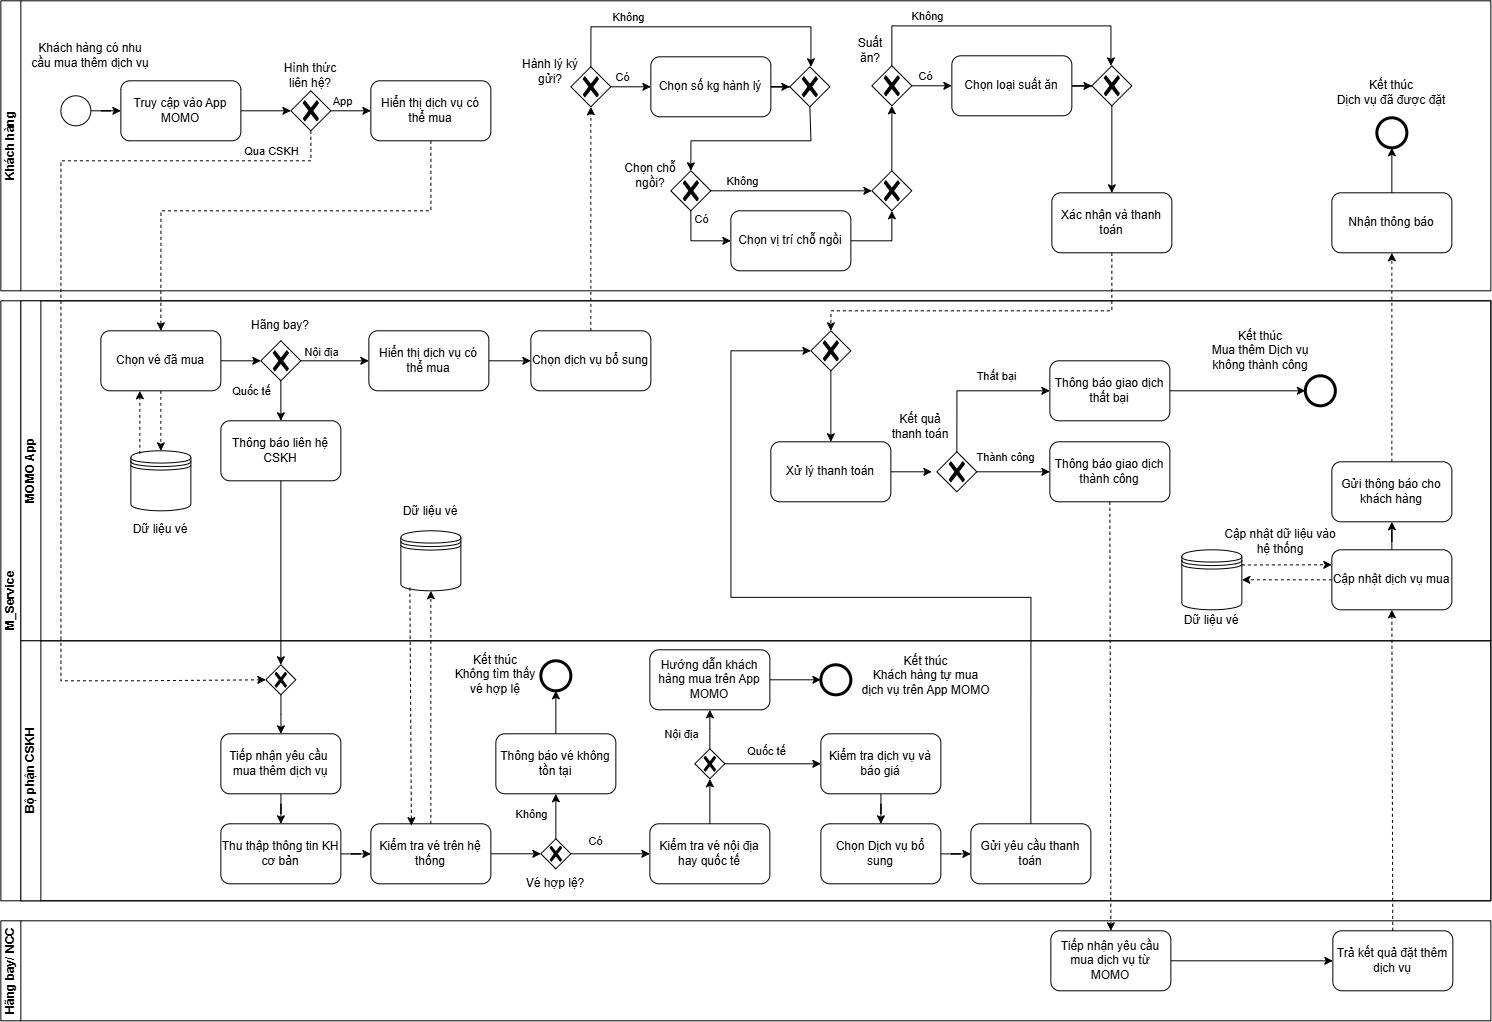 Khách hàng
Khách hàng có nhu
cầu mua thêm dịch vụ
Truy cập vào App
MOMO
Hình thức
liên hệ?
App
Qua CSKH
Hiển thị dịch vụ có
thể mua
Không
Hành lý ký
gửi?
Có
Chọn số kg hành lý
Chọn chỗ
ngồi?
Không
Có
Chọn vị trí chỗ ngồi
Không
Suất
ăn?
Có
Chọn loại suất ăn
Xác nhận và thanh
toán
Kết thúc
Dịch vụ đã được đặt
Nhận thông báo
M_Service
MOMO App
Chọn vé đã mua
Hãng bay?
Nội địa
Quốc tế
Hiển thị dịch vụ có
thể mua
Chọn dịch vụ bổ sung
Thông báo liên hệ
CSKH
Dữ liệu vé
Dữ liệu vé
Xử lý thanh toán
Kết quả
thanh toán
Thất bại
Thành công
Thông báo giao dịch
thất bại
Thông báo giao dịch
thành công
Kết thúc
Mua thêm Dịch vụ
không thành công
Gửi thông báo cho
khách hàng
Cập nhật dữ liệu vào
hệ thống
Cập nhật dịch vụ mua
Dữ liệu vé
Bộ phận CSKH
Tiếp nhận yêu cầu
mua thêm dịch vụ
Thu thập thông tin KH
cơ bản
Kiểm tra vé trên hệ
thống
Kết thúc
Không tìm thấy
vé hợp lệ
Thông báo vé không
tồn tại
Không
Có
Vé hợp lệ?
Hướng dẫn khách
hàng mua trên App
MOMO
Kết thúc
Khách hàng tự mua
dịch vụ trên App MOMO
Nội địa
Quốc tế
Kiểm tra vé nội địa
hay quốc tế
Kiểm tra dịch vụ và
báo giá
Chọn Dịch vụ bổ
sung
Gửi yêu cầu thanh
toán
Hãng bay/ NCC
Tiếp nhận yêu cầu
mua dịch vụ từ
MOMO
Trả kết quả đặt thêm
dịch vụ